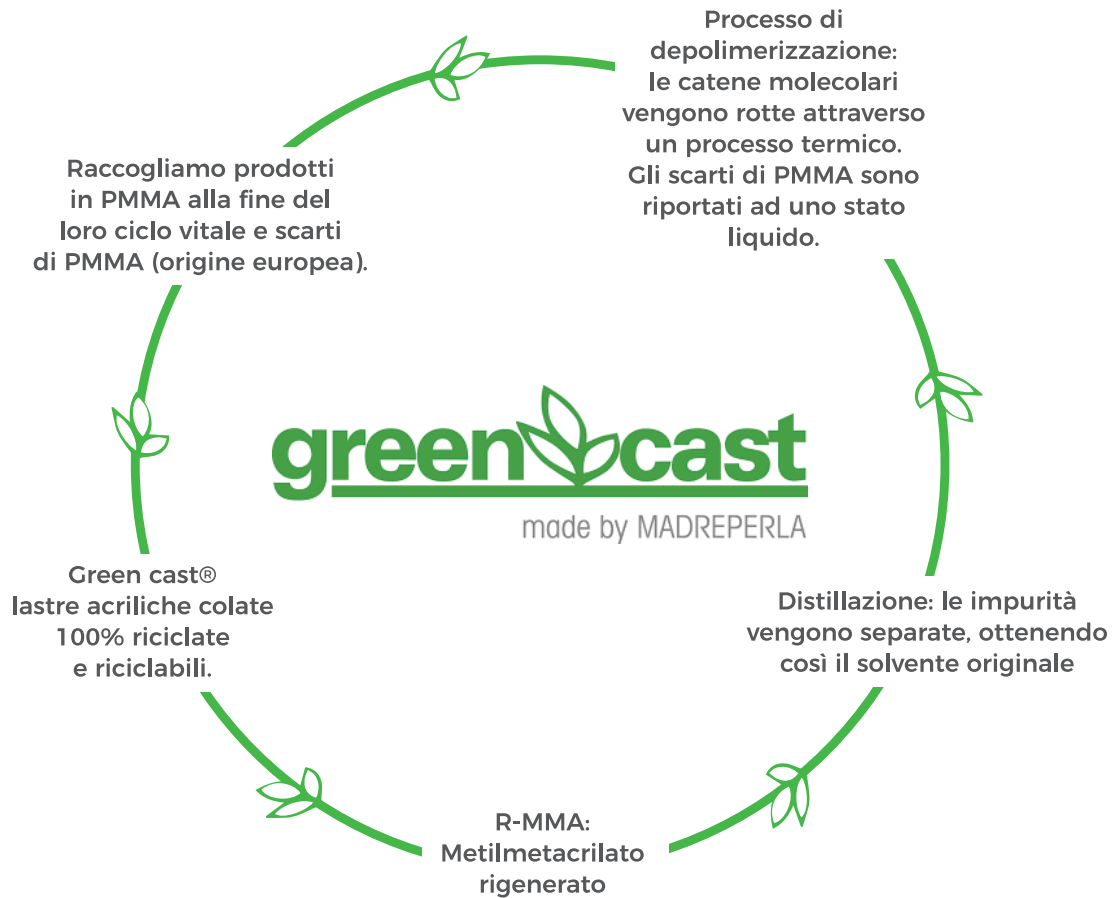 Processo di
depolimerizzazione:
le catene molecolari
vengono rotte attraverso
un processo termico.
Gli scarti di PMMA sono
riportati ad uno stato
liquido.
Raccogliamo prodotti
in PMMA alla fine del
loro ciclo vitale e scarti
di PMMA (origine europea).
green cast
made by MADREPERLA
Green cast®
lastre acriliche colate
100% riciclate
e riciclabili.
Distillazione: le impurità
vengono separate, ottenendo
così il solvente originale
R-MMA:
Metilmetacrilato
rigenerato